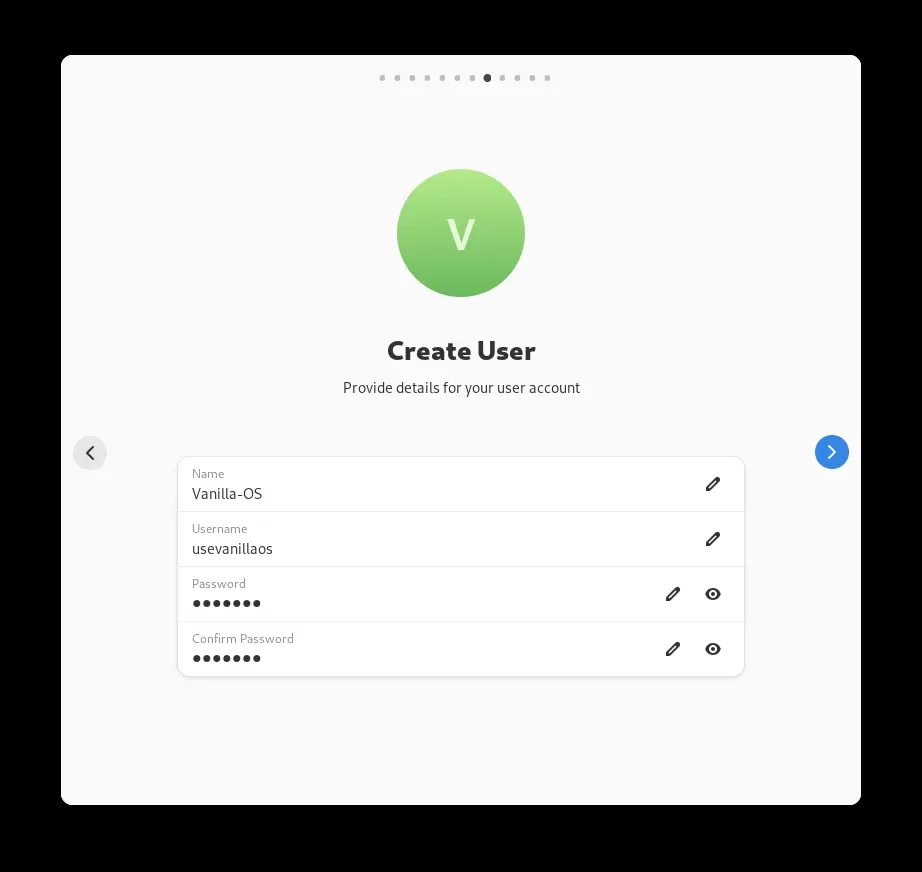 V
Create User
Provide details for your user account
Name
Vanilla-OS
Username
usevanillaos
Password
●●●●●●●
Confirm Password
●●●●●●●